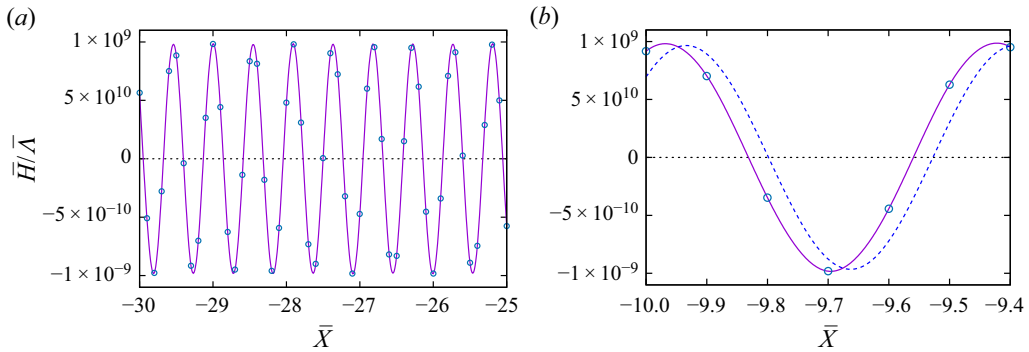 (a)
(b)
1 × 10⁹
5 × 10¹⁰
0
−5 × 10⁻¹⁰
−1 × 10⁻⁹
H̅/Λ̅
−30 −29 −28 −27 −26 −25
X̅
1 × 10⁹
5 × 10¹⁰
0
−5 × 10⁻¹⁰
−1 × 10⁻⁹
−10.0 −9.9 −9.8 −9.7 −9.6 −9.5 −9.4
X̅